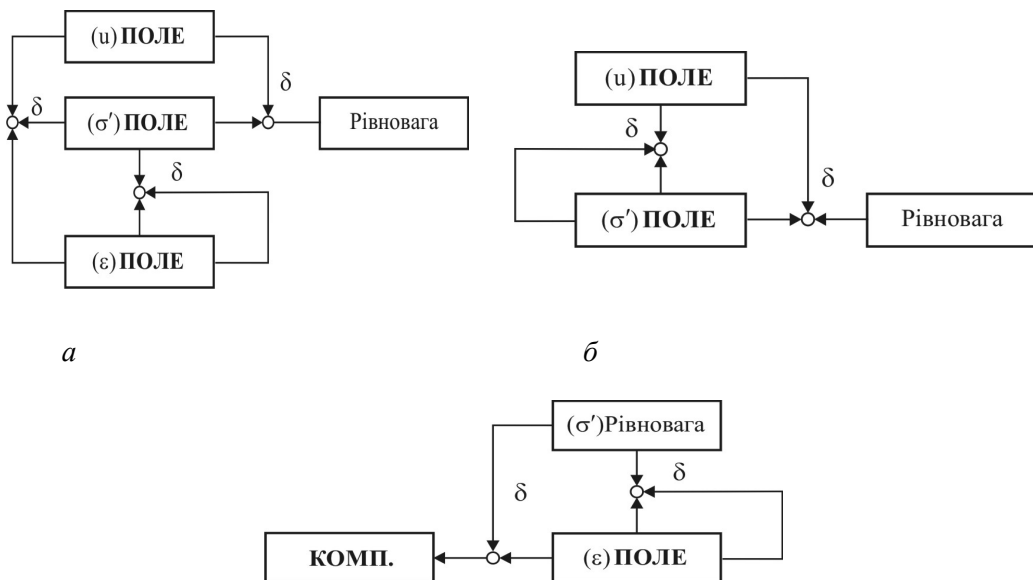 (u) ПОЛЕ
δ
δ
(σ′) ПОЛЕ
Рівновага
δ
(ε) ПОЛЕ
а
(u) ПОЛЕ
δ
δ
(σ′) ПОЛЕ
Рівновага
б
(σ′)Рівновага
δ
δ
КОМП.
(ε) ПОЛЕ